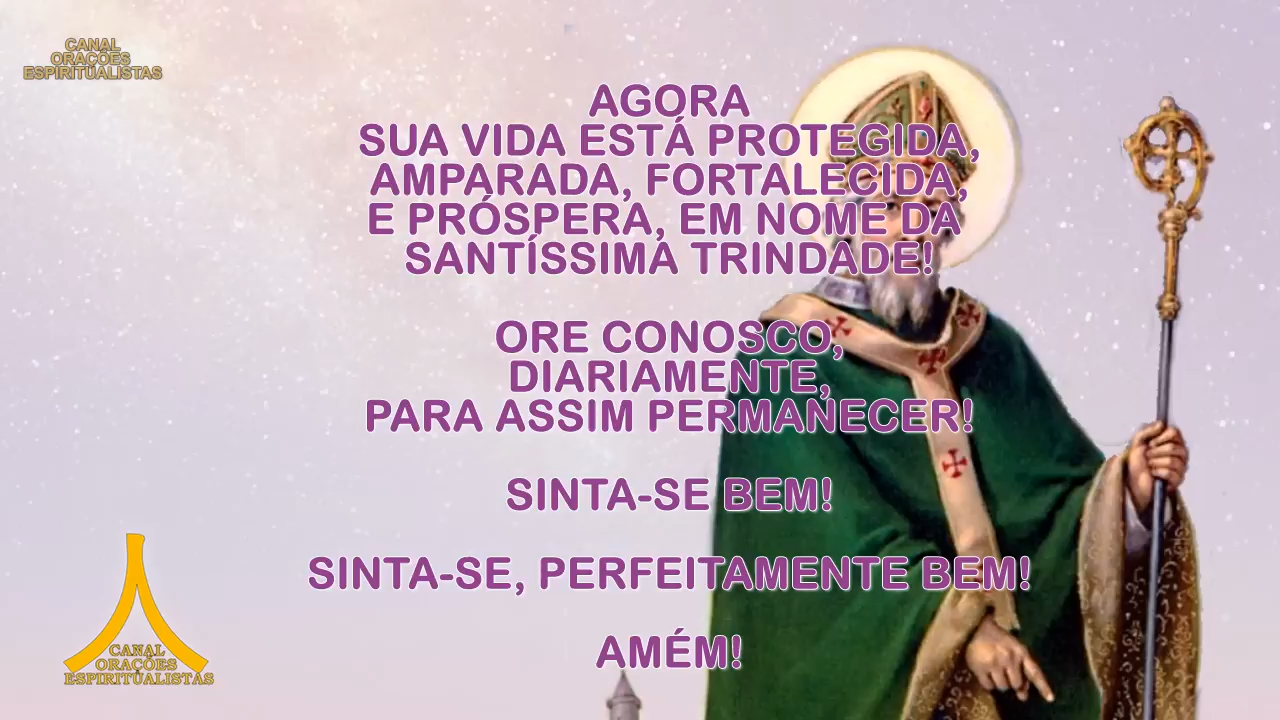 CANAL
ORAÇÕES
ESPIRITUALISTAS
AGORA
SUA VIDA ESTÁ PROTEGIDA,
AMPARADA, FORTALECIDA,
E PRÓSPERA, EM NOME DA
SANTÍSSIMA TRINDADE!
ORE CONOSCO,
DIARIAMENTE,
PARA ASSIM PERMANECER!
SINTA-SE BEM!
SINTA-SE, PERFEITAMENTE BEM!
AMÉM!
CANAL
ORAÇÕES
ESPIRITUALISTAS